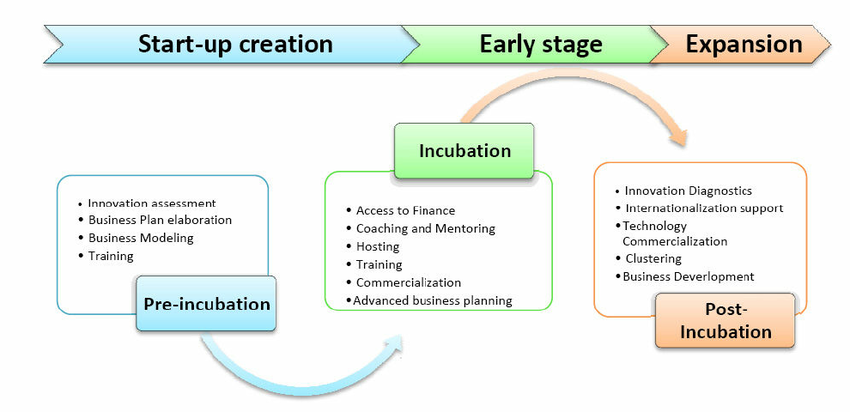 Start-up creation
Early stage
Expansion
• Innovation assessment
• Business Plan elaboration
• Business Modeling
• Training
Pre-incubation
Incubation
• Access to Finance
• Coaching and Mentoring
• Hosting
• Training
• Commercialization
• Advanced business planning
• Innovation Diagnostics
• Internationalization support
• Technology
Commercialization
• Clustering
• Business Deverlopment
Post-
Incubation